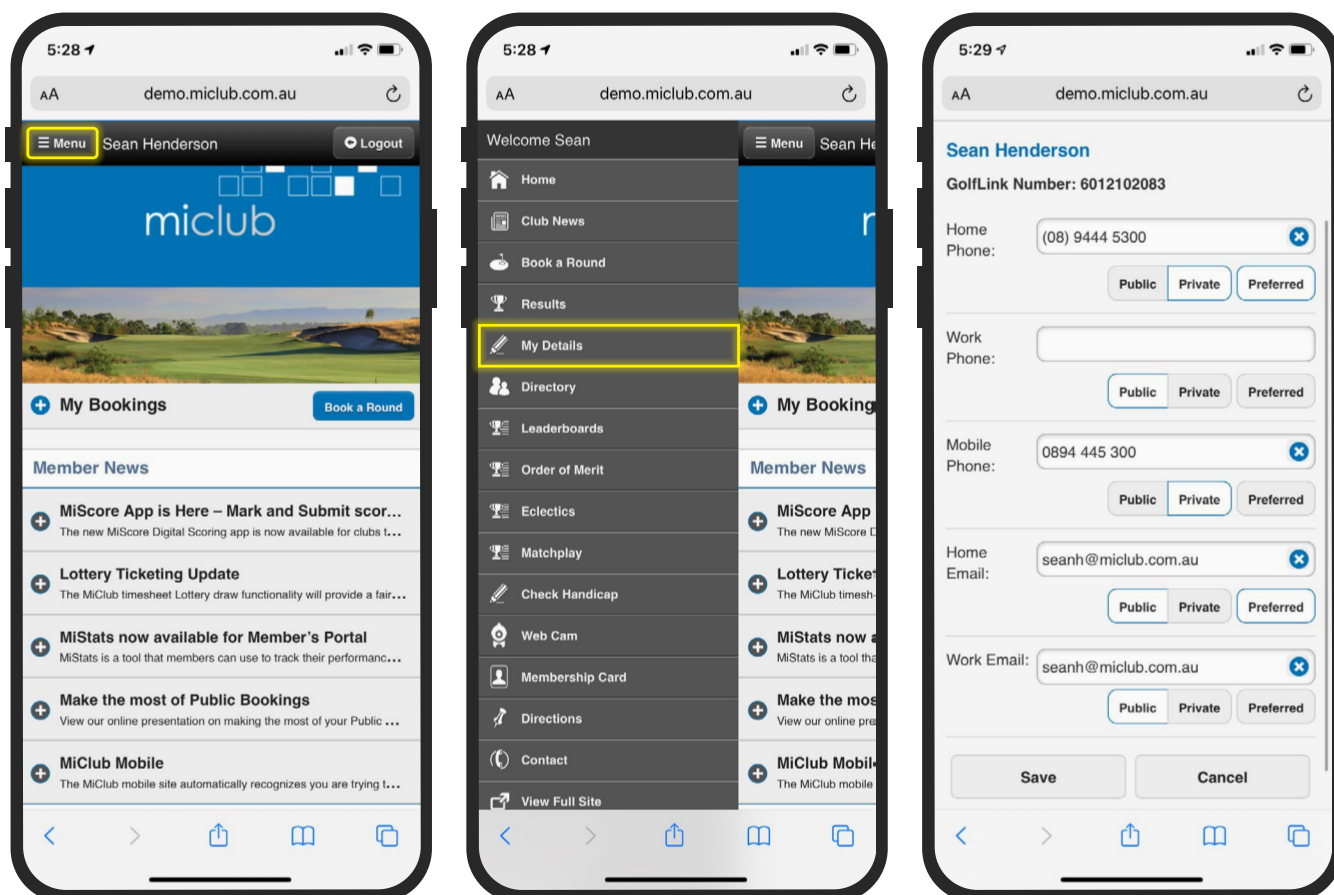 5:28
AA demo.miclub.com.au
Menu Sean Henderson Logout
miclub
My Bookings Book a Round
Member News
MiScore App is Here – Mark and Submit scor...
The new MiScore Digital Scoring app is now available for clubs t...
Lottery Ticketing Update
The MiClub timesheet Lottery draw functionality will provide a fair...
MiStats now available for Member's Portal
MiStats is a tool that members can use to track their performanc...
Make the most of Public Bookings
View our online presentation on making the most of your Public ...
MiClub Mobile
The MiClub mobile site automatically recognizes you are trying t...
5:28
AA demo.miclub.com.au
Welcome Sean
Home
Club News
Book a Round
Results
My Details
Directory
Leaderboards
Order of Merit
Eclectics
Matchplay
Check Handicap
Web Cam
Membership Card
Directions
Contact
View Full Site
Menu Sean He
My Booking
Member News
MiScore App
The new MiScore
Lottery Ticket
The MiClub timesh
MiStats now a
MiStats is a tool tha
Make the mos
View our online pre
MiClub Mobil
The MiClub mobile
5:29
AA demo.miclub.com.au
Sean Henderson
GolfLink Number: 6012102083
Home Phone: (08) 9444 5300
Public Private Preferred
Work Phone:
Public Private Preferred
Mobile Phone: 0894 445 300
Public Private Preferred
Home Email: seanh@miclub.com.au
Public Private Preferred
Work Email: seanh@miclub.com.au
Public Private Preferred
Save Cancel